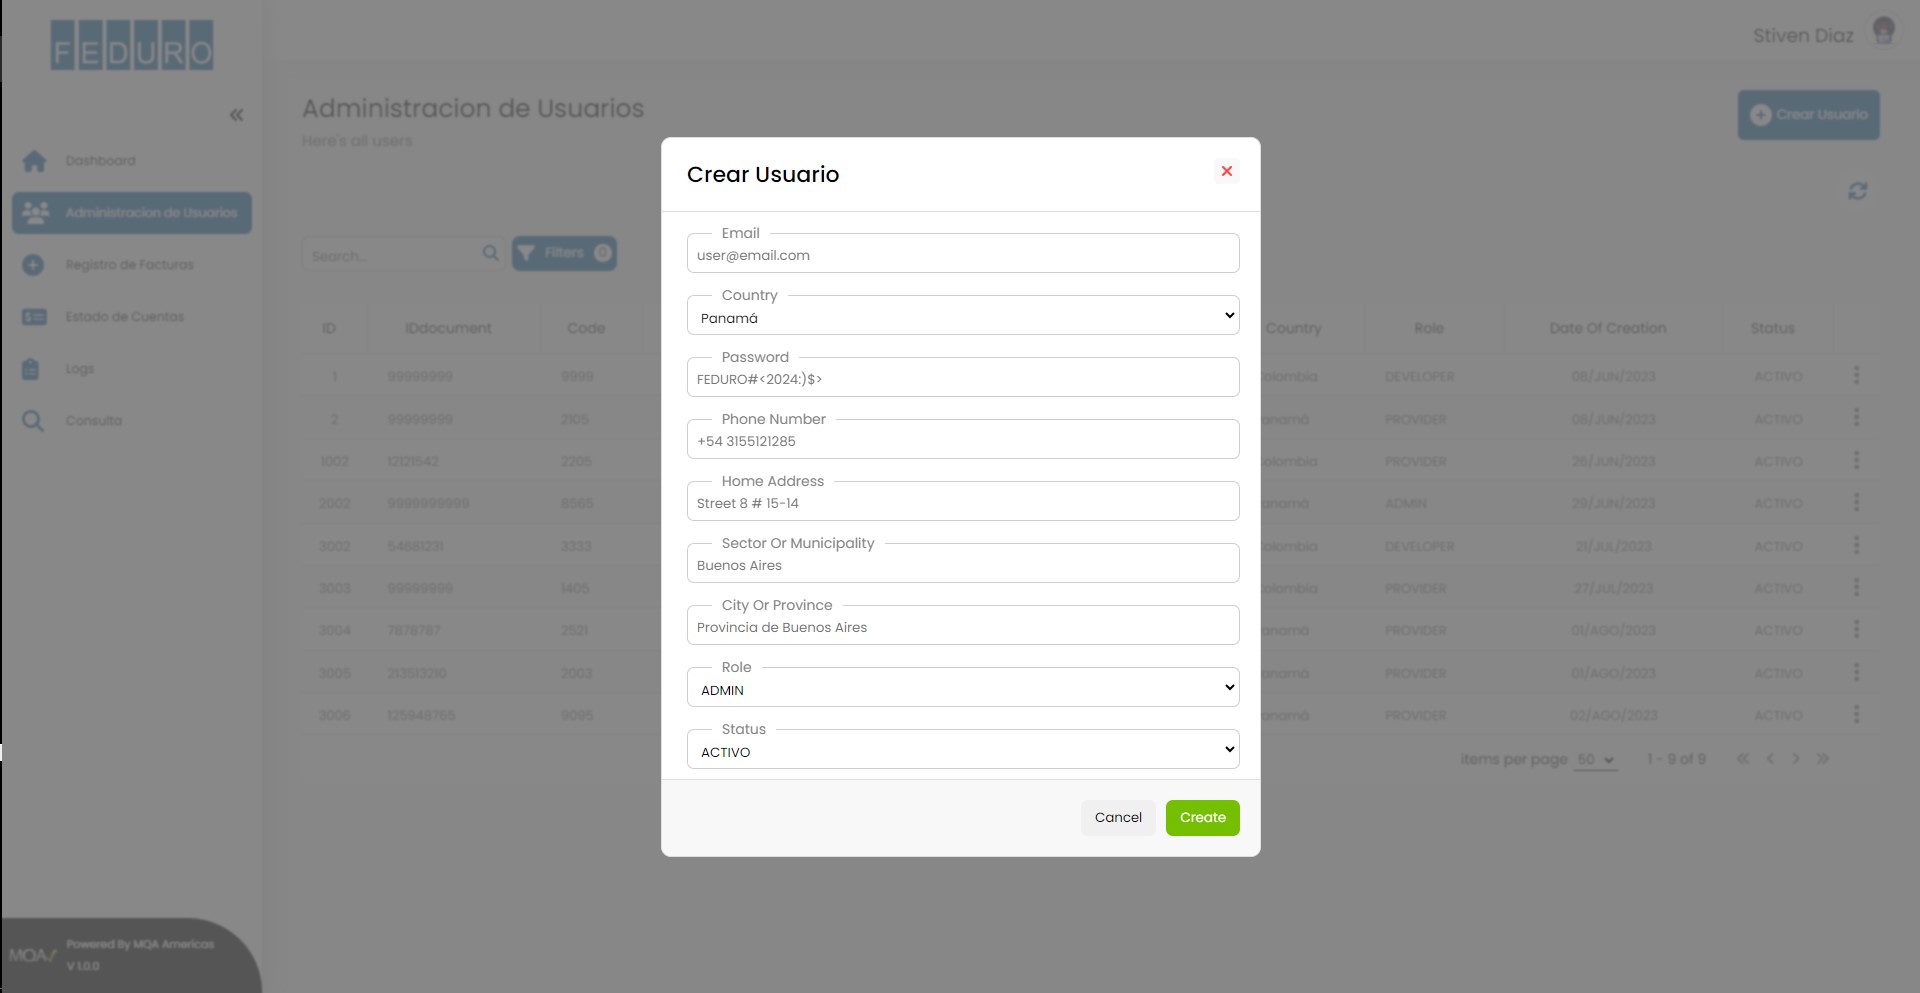 FEDURO
Stiven Diaz
Administracion de Usuarios
Here's all users
Crear Usuario
Dashboard
Administracion de Usuarios
Registro de Facturas
Estado de Cuentas
Logs
Consulta
Search...
Filters 0
ID IDdocument Code Country Role Date Of Creation Status
1 99999999 9999 Colombia DEVELOPER 08/JUN/2023 ACTIVO
2 99999999 2105 anamá PROVIDER 08/JUN/2023 ACTIVO
1002 12121542 2205 Colombia PROVIDER 26/JUN/2023 ACTIVO
2002 9999999999 8565 anamá ADMIN 29/JUN/2023 ACTIVO
3002 54681231 3333 Colombia DEVELOPER 21/JUL/2023 ACTIVO
3003 99999999 1405 Colombia PROVIDER 27/JUL/2023 ACTIVO
3004 7878787 2521 anamá PROVIDER 01/AGO/2023 ACTIVO
3005 213513210 2003 anamá PROVIDER 01/AGO/2023 ACTIVO
3006 125948765 9095 anamá PROVIDER 02/AGO/2023 ACTIVO
Items per page 50 1 - 9 of 9
Crear Usuario
Email
user@email.com
Country
Panamá
Password
FEDURO#<2024:)$>
Phone Number
+54 3155121285
Home Address
Street 8 # 15-14
Sector Or Municipality
Buenos Aires
City Or Province
Provincia de Buenos Aires
Role
ADMIN
Status
ACTIVO
Cancel
Create
MQA
Powered By MQA Americas
V 1.0.0